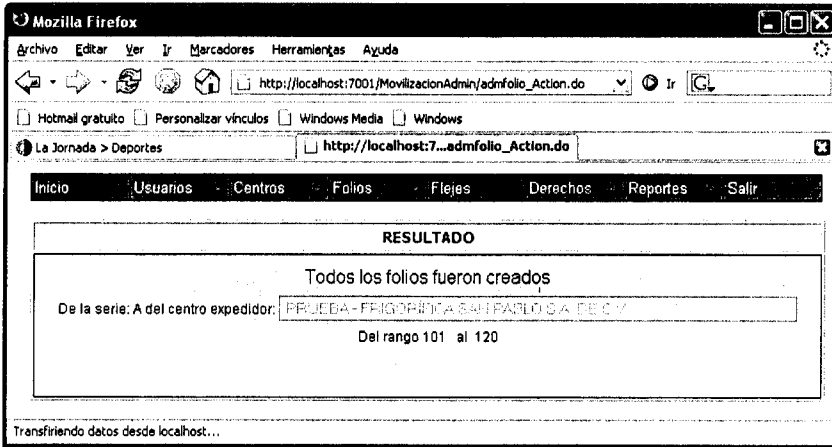 Mozilla Firefox
Archivo Editar Ver Ir Marcadores Herramientas Ayuda
http://localhost:7001/MovilizacionAdmin/admfolio_Action.do Ir G
Hotmail gratuito Personalizar vínculos Windows Media Windows
La Jornada > Deportes http://localhost:7...admfolio_Action.do
Inicio Usuarios Centros Folios Flejes Derechos Reportes Salir
RESULTADO
Todos los folios fueron creados
De la serie: A del centro expedidor: PRUEBA - FRIGORÍFICA SAN PABLO S.A. DE C.V.
Del rango 101 al 120
Transfiriendo datos desde localhost...